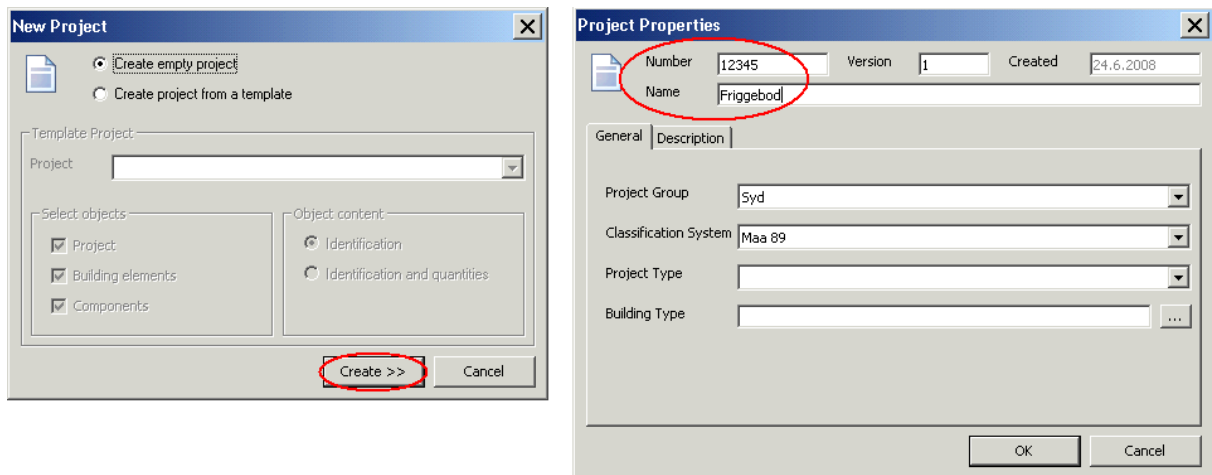 New Project
Create empty project
Create project from a template
Template Project
Project
Select objects
Project
Building elements
Components
Object content
Identification
Identification and quantities
Create >>
Cancel
Project Properties
Number 12345 Version 1 Created 24.6.2008
Name Friggebod
General Description
Project Group Syd
Classification System Maa 89
Project Type
Building Type ...
OK Cancel